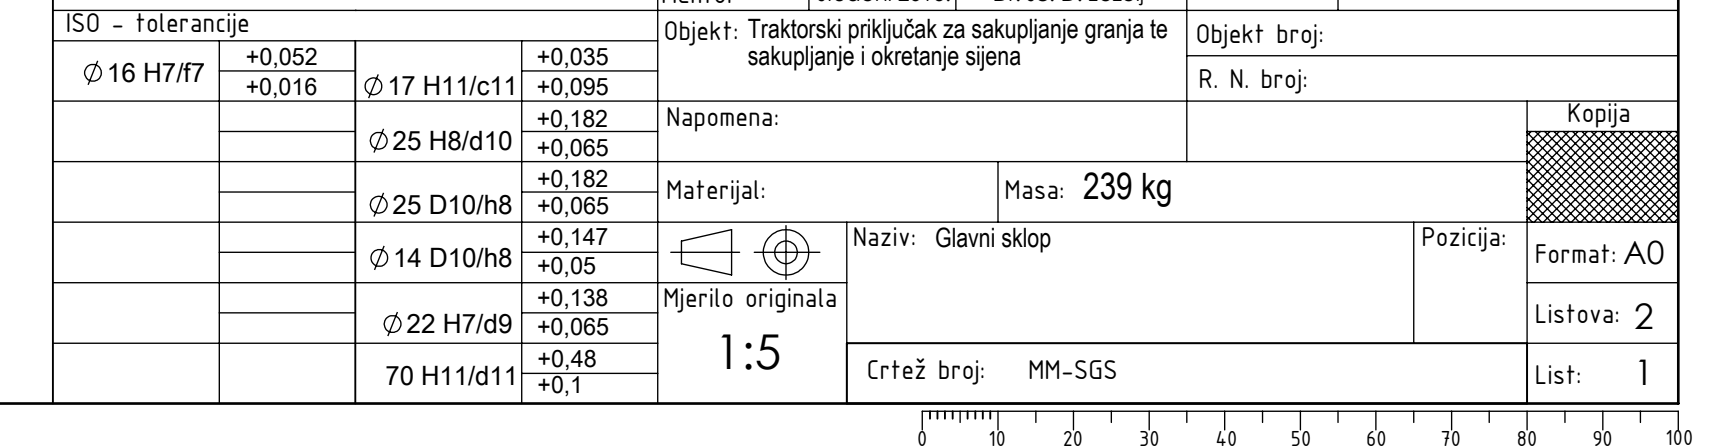 ISO - tolerancije
⌀16 H7/f7
+0,052
+0,016
⌀17 H11/c11
+0,035
+0,095
⌀25 H8/d10
+0,182
+0,065
⌀25 D10/h8
+0,182
+0,065
⌀14 D10/h8
+0,147
+0,05
⌀22 H7/d9
+0,138
+0,065
70 H11/d11
+0,48
+0,1
Objekt: Traktorski priključak za sakupljanje granja te
sakupljanje i okretanje sijena
Objekt broj:
R. N. broj:
Napomena:
Kopija
Materijal:
Masa: 239 kg
Naziv: Glavni sklop
Pozicija:
Format: A0
Mjerilo originala
1:5
Listova: 2
Crtež broj: MM-SGS
List: 1
0 10 20 30 40 50 60 70 80 90 100